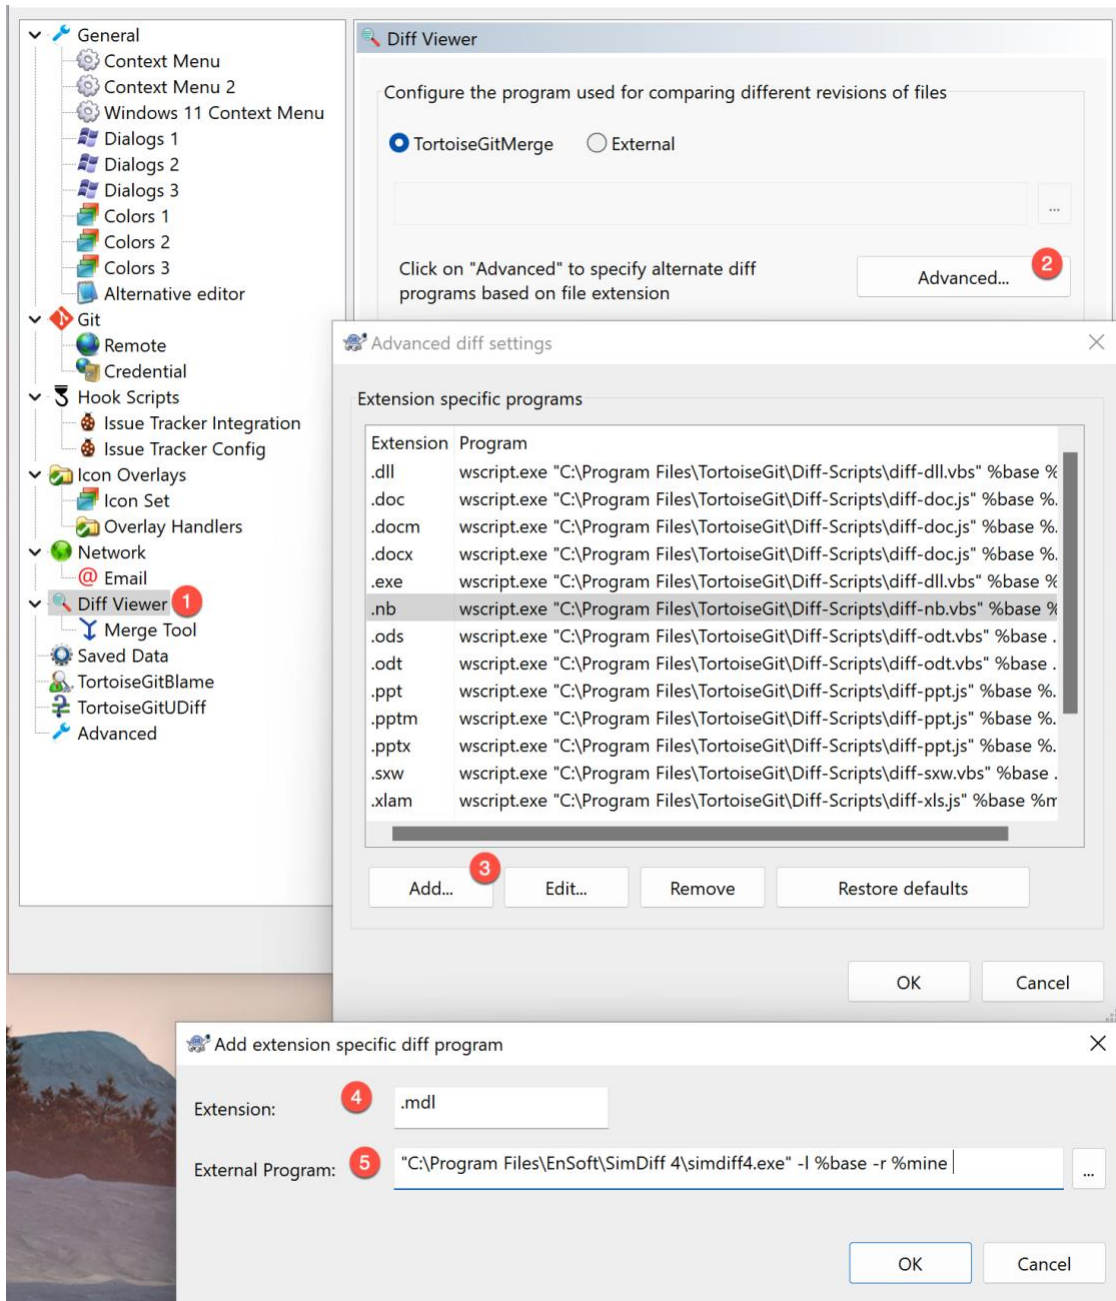 General
Context Menu
Context Menu 2
Windows 11 Context Menu
Dialogs 1
Dialogs 2
Dialogs 3
Colors 1
Colors 2
Colors 3
Alternative editor
Git
Remote
Credential
Hook Scripts
Issue Tracker Integration
Issue Tracker Config
Icon Overlays
Icon Set
Overlay Handlers
Network
Email
Diff Viewer 1
Merge Tool
Saved Data
TortoiseGitBlame
TortoiseGitUDiff
Advanced
Diff Viewer
Configure the program used for comparing different revisions of files
TortoiseGitMerge External
...
Click on "Advanced" to specify alternate diff
programs based on file extension
Advanced... 2
Advanced diff settings
Extension specific programs
Extension Program
.dll wscript.exe "C:\Program Files\TortoiseGit\Diff-Scripts\diff-dll.vbs" %base %
.doc wscript.exe "C:\Program Files\TortoiseGit\Diff-Scripts\diff-doc.js" %base %.
.docm wscript.exe "C:\Program Files\TortoiseGit\Diff-Scripts\diff-doc.js" %base %.
.docx wscript.exe "C:\Program Files\TortoiseGit\Diff-Scripts\diff-doc.js" %base %.
.exe wscript.exe "C:\Program Files\TortoiseGit\Diff-Scripts\diff-dll.vbs" %base %
.nb wscript.exe "C:\Program Files\TortoiseGit\Diff-Scripts\diff-nb.vbs" %base %
.ods wscript.exe "C:\Program Files\TortoiseGit\Diff-Scripts\diff-odt.vbs" %base .
.odt wscript.exe "C:\Program Files\TortoiseGit\Diff-Scripts\diff-odt.vbs" %base .
.ppt wscript.exe "C:\Program Files\TortoiseGit\Diff-Scripts\diff-ppt.js" %base %.
.pptm wscript.exe "C:\Program Files\TortoiseGit\Diff-Scripts\diff-ppt.js" %base %.
.pptx wscript.exe "C:\Program Files\TortoiseGit\Diff-Scripts\diff-ppt.js" %base %.
.sxw wscript.exe "C:\Program Files\TortoiseGit\Diff-Scripts\diff-sxw.vbs" %base .
.xlam wscript.exe "C:\Program Files\TortoiseGit\Diff-Scripts\diff-xls.js" %base %m
Add... 3 Edit... Remove Restore defaults
OK Cancel
Add extension specific diff program
Extension: 4 .mdl
External Program: 5 "C:\Program Files\EnSoft\SimDiff 4\simdiff4.exe" -l %base -r %mine ...
OK Cancel